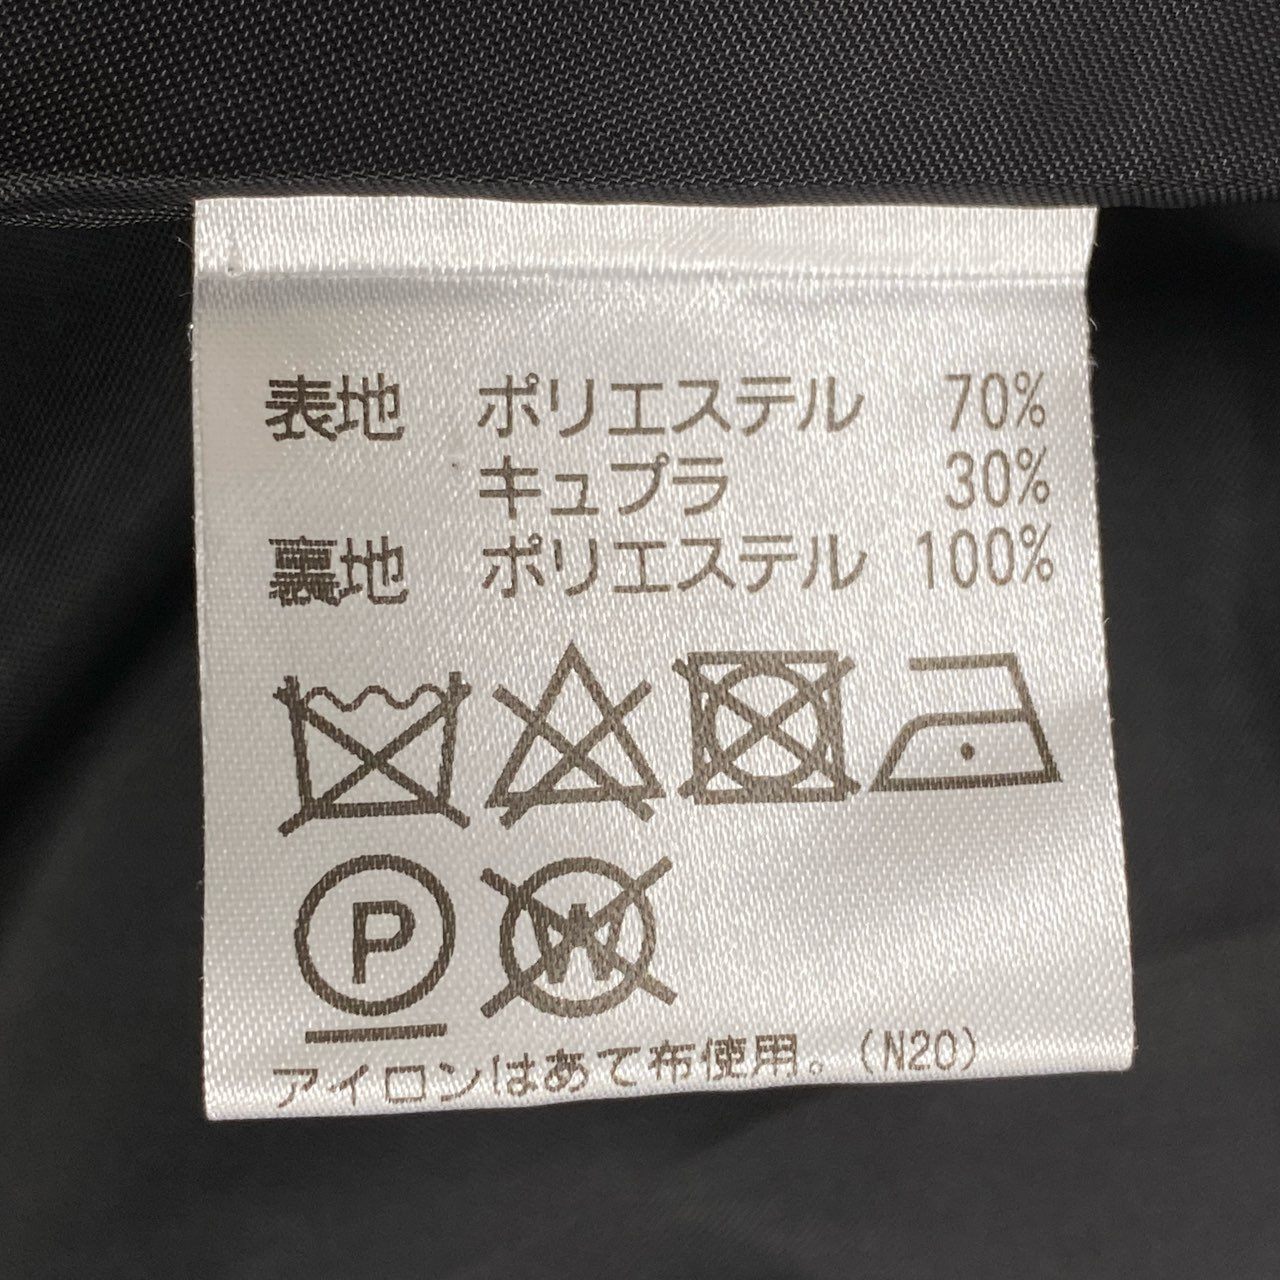 表地 ポリエステル 70%
キュプラ 30%
裏地 ポリエステル 100%
P W
アイロンはあて布使用。(N20)